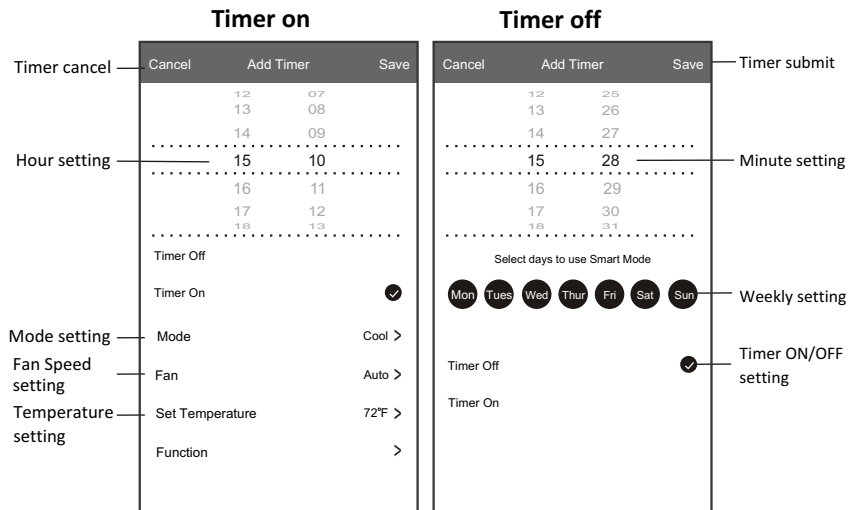 Timer on
Timer off
Timer cancel
Cancel Add Timer Save
Cancel Add Timer Save
Timer submit
12 07
13 08
14 09
15 10
16 11
17 12
18 13
12 25
13 26
14 27
15 28
16 29
17 30
18 31
Hour setting
Minute setting
Timer Off
Timer On
Mode setting
Mode Cool >
Fan Speed
setting
Fan Auto >
Temperature
setting
Set Temperature 72°F >
Function >
Select days to use Smart Mode
Mon Tues Wed Thur Fri Sat Sun
Weekly setting
Timer Off
Timer On
Timer ON/OFF
setting